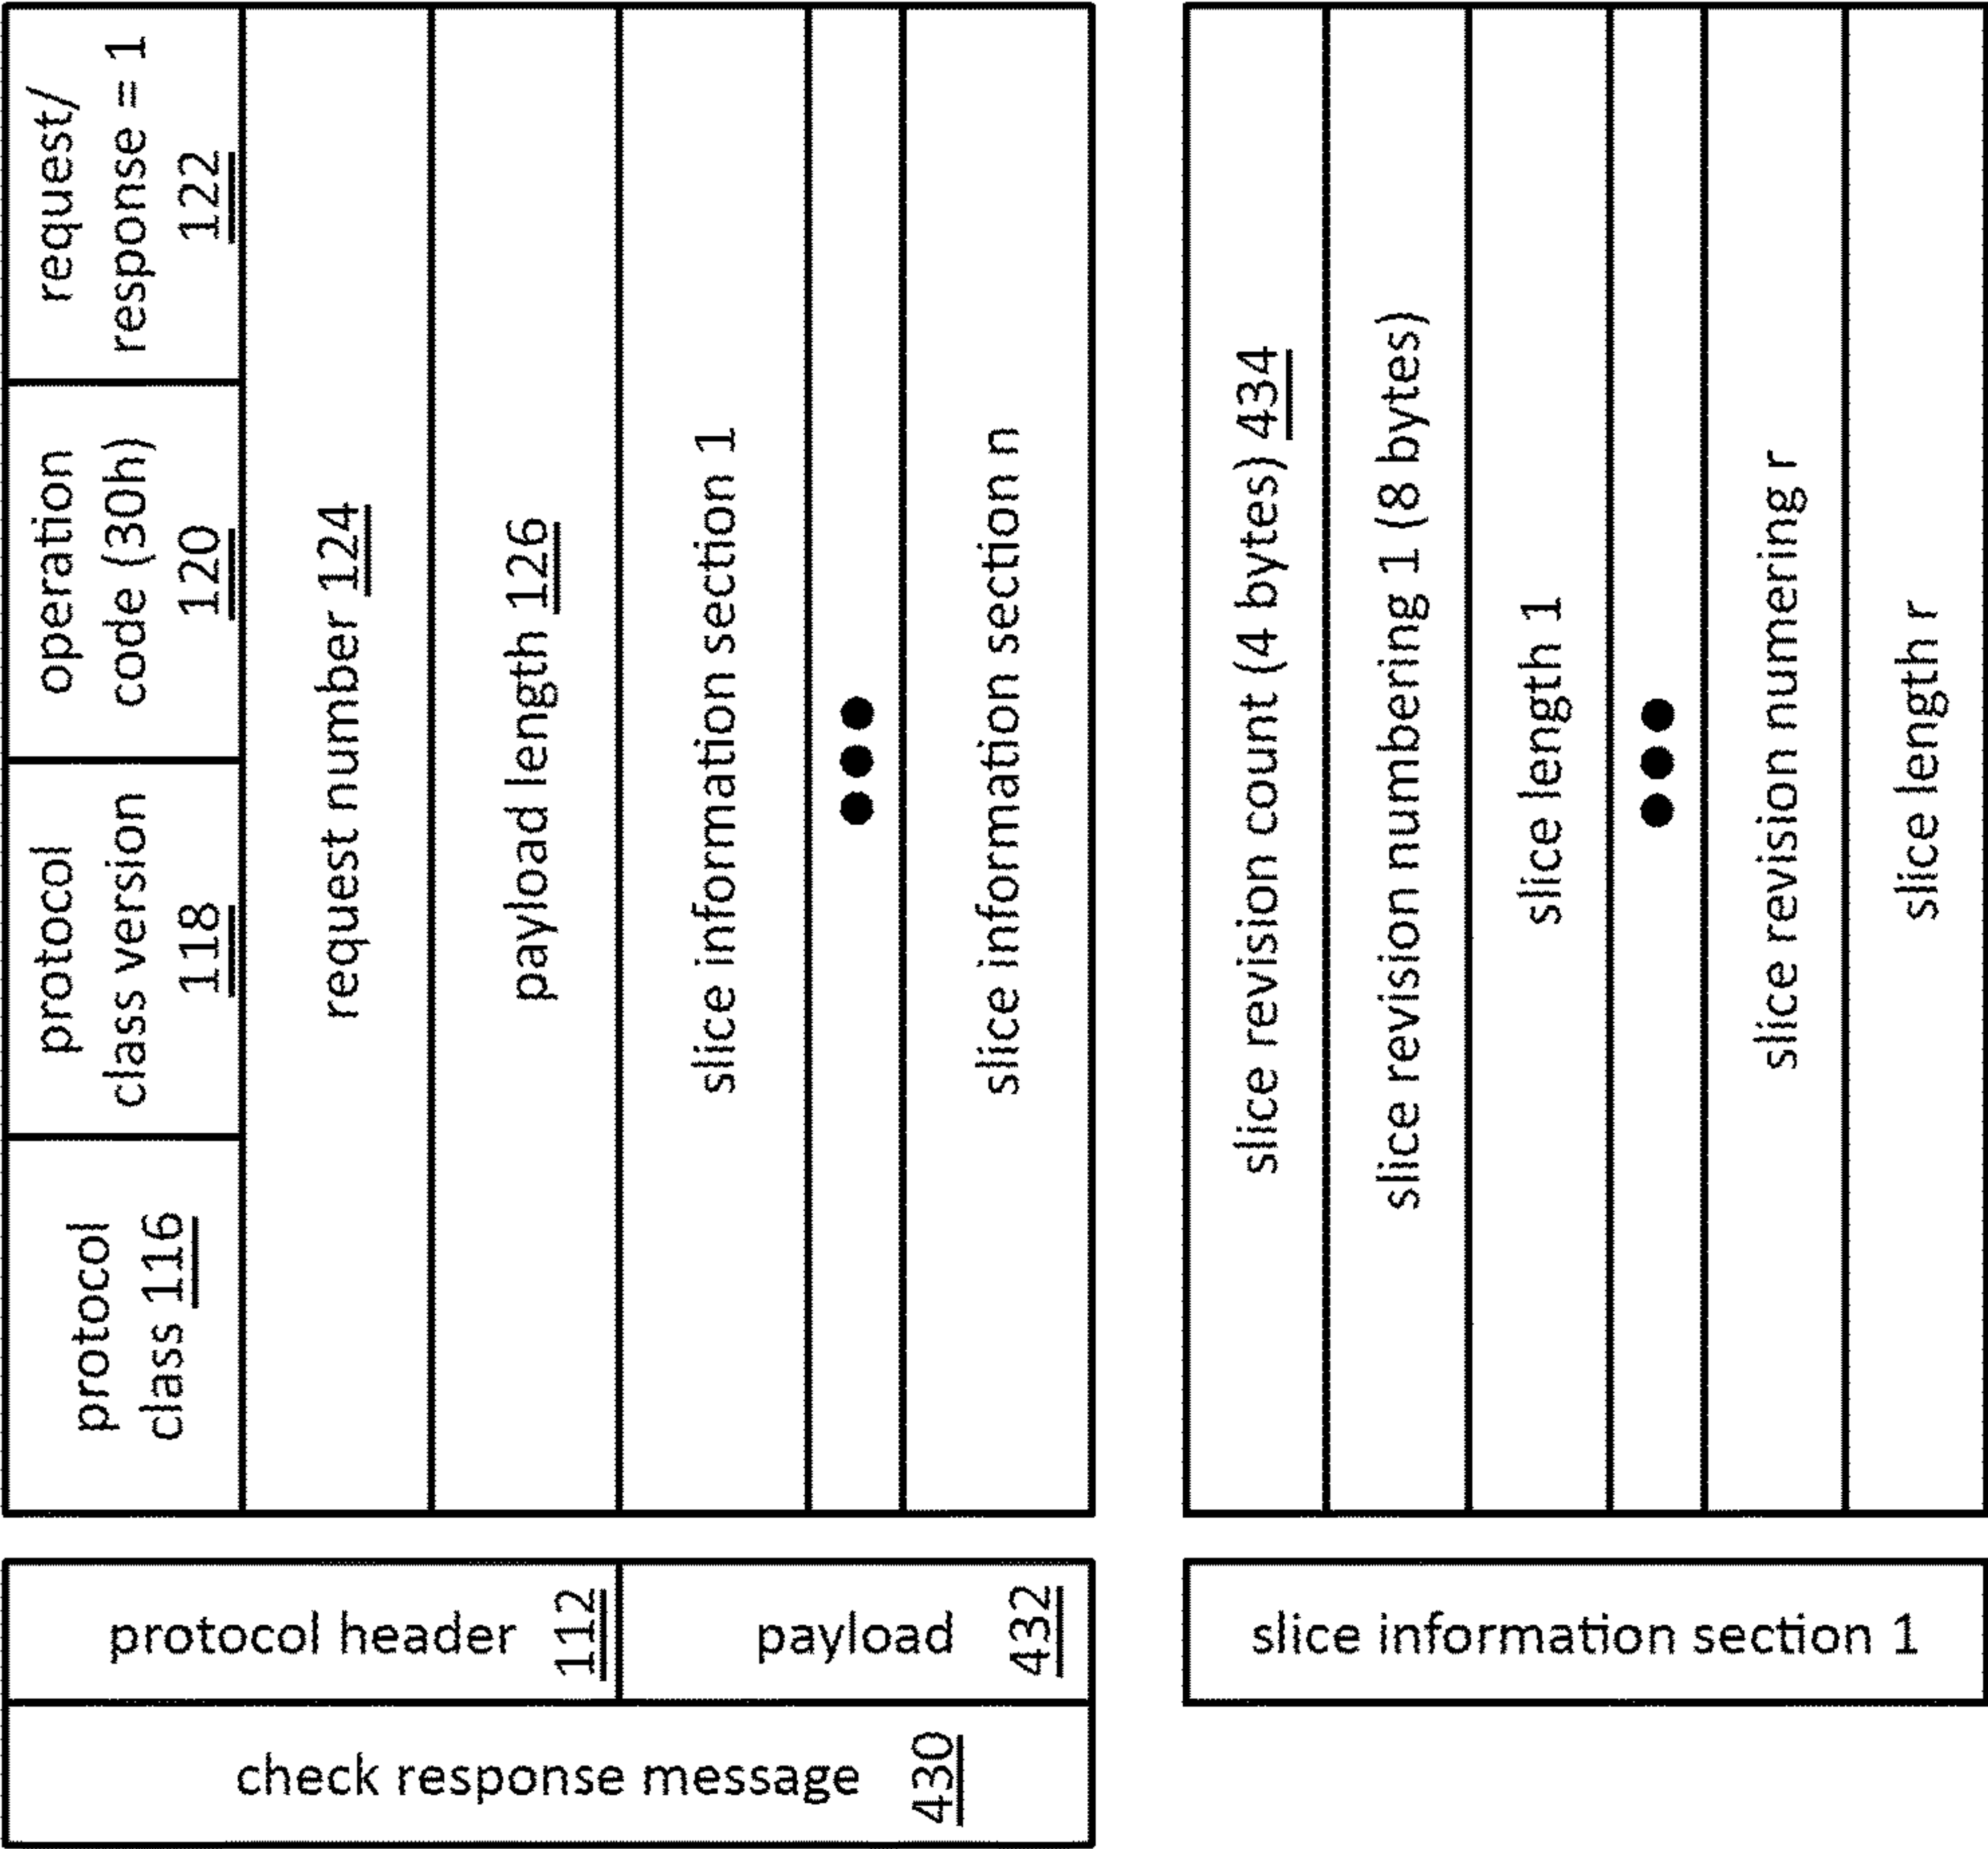 check response message 430
protocol header 112
payload 432
protocol
class 116
protocol
class version
118
operation
code (30h)
120
request/
response = 1
122
request number 124
payload length 126
slice information section 1
slice information section n
slice information section 1
slice revision count (4 bytes) 434
slice revision numbering 1 (8 bytes)
slice length 1
slice revision numering r
slice length r